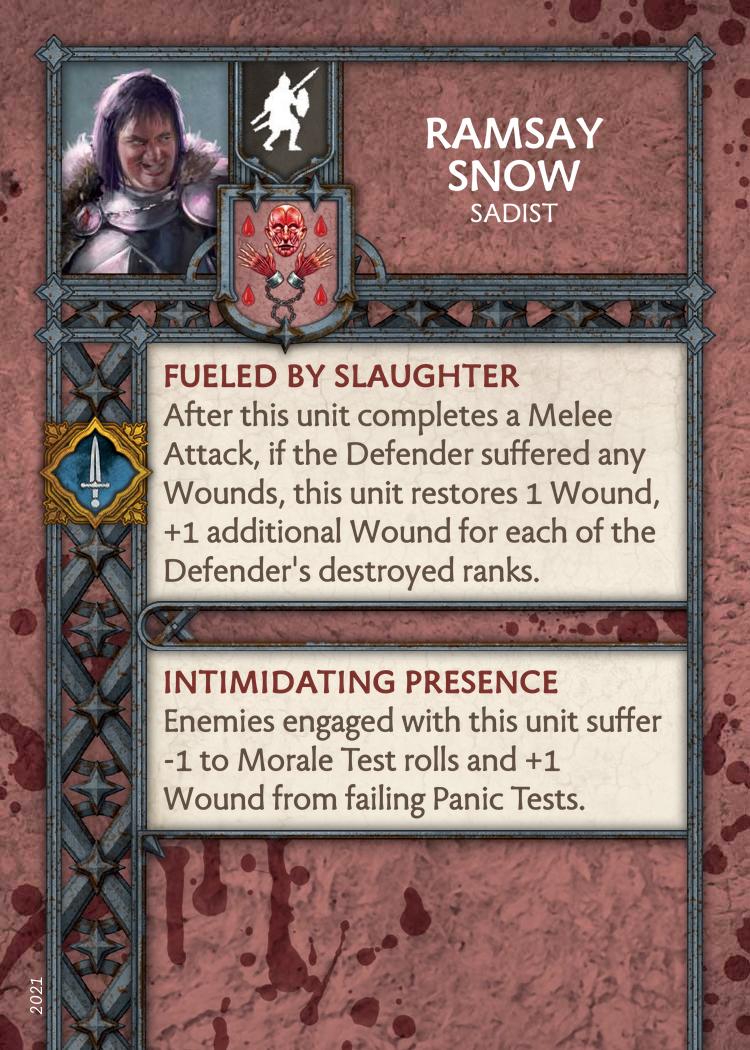 RAMSAY
SNOW
SADIST
FUELED BY SLAUGHTER
After this unit completes a Melee
Attack, if the Defender suffered any
Wounds, this unit restores 1 Wound,
+1 additional Wound for each of the
Defender's destroyed ranks.
INTIMIDATING PRESENCE
Enemies engaged with this unit suffer
-1 to Morale Test rolls and +1
Wound from failing Panic Tests.
2021